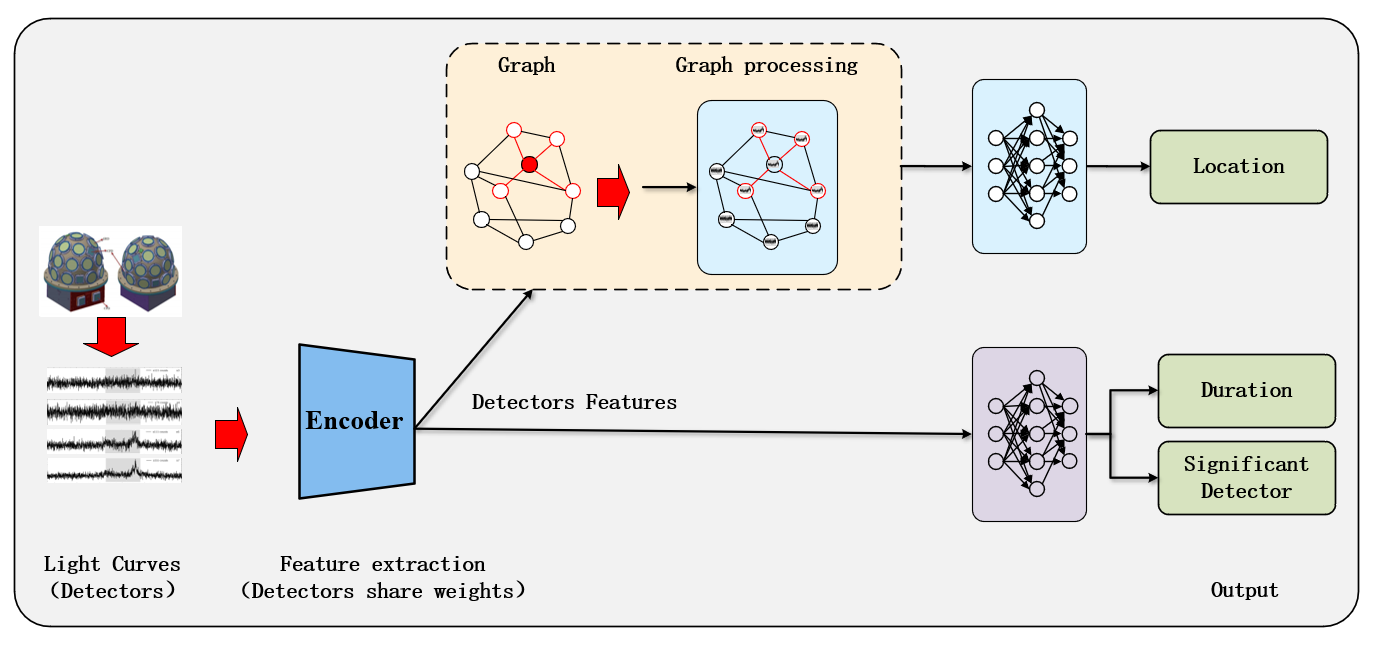 Graph
Graph processing
Location
Encoder
Detectors Features
Duration
Significant
Detector
Light Curves
(Detectors)
Feature extraction
(Detectors share weights)
Output